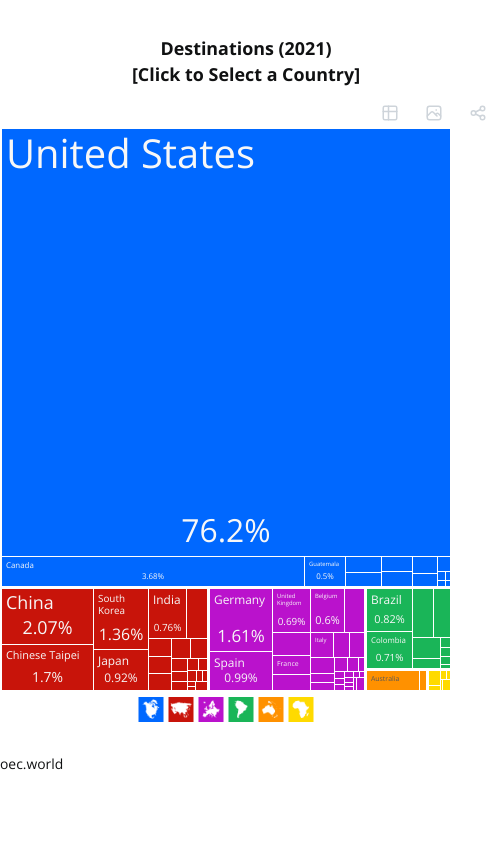 Destinations (2021)
[Click to Select a Country]
United States
76.2%
Canada
3.68%
Guatemala
0.5%
China
2.07%
Chinese Taipei
1.7%
South
Korea
1.36%
Japan
0.92%
India
0.76%
Germany
1.61%
Spain
0.99%
United
Kingdom
0.69%
France
Belgium
0.6%
Italy
Brazil
0.82%
Colombia
0.71%
Australia
oec.world